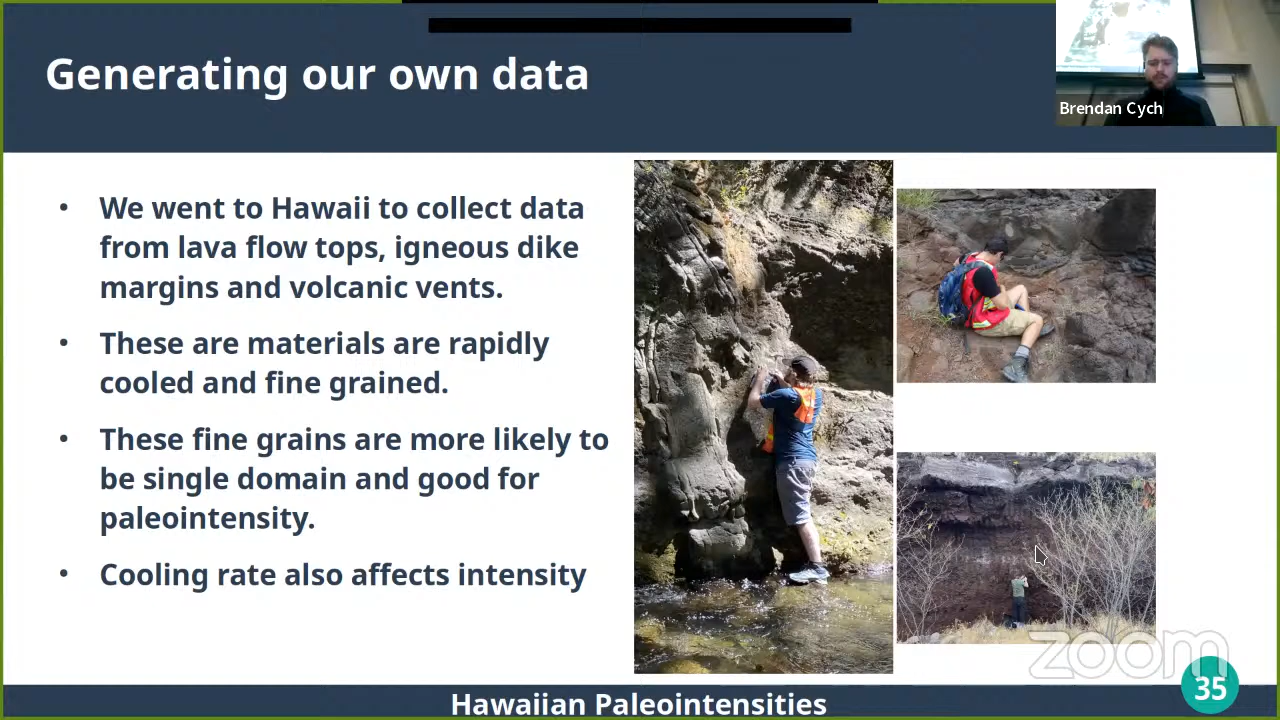 Generating our own data
Brendan Cych
• We went to Hawaii to collect data
from lava flow tops, igneous dike
margins and volcanic vents.
• These are materials are rapidly
cooled and fine grained.
• These fine grains are more likely to
be single domain and good for
paleointensity.
• Cooling rate also affects intensity
zoom
35
Hawaiian Paleointensities